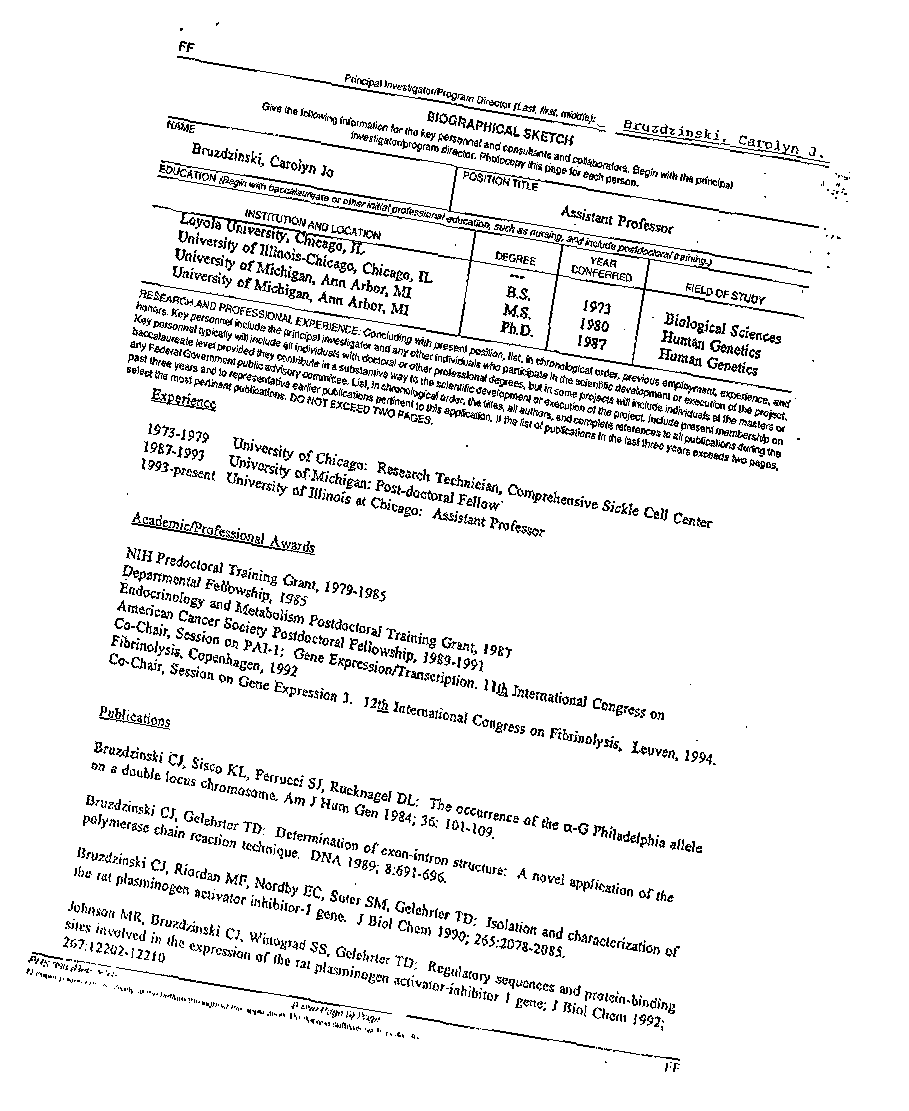 FF
Principal Investigator/Program Director (Last, first, middle): Bruzdzinski, Carolyn J.
BIOGRAPHICAL SKETCH
Give the following information for the key personnel and consultants and collaborators. Begin with the principal
investigator/program director. Photocopy this page for each person.
NAME
POSITION TITLE
Bruzdzinski, Carolyn Jo
Assistant Professor
EDUCATION (Begin with baccalaureate or other initial professional education, such as nursing, and include postdoctoral training.)
INSTITUTION AND LOCATION DEGREE YEAR CONFERRED FIELD OF STUDY
Loyola University, Chicago, IL ---
University of Illinois-Chicago, Chicago, IL B.S. 1973 Biological Sciences
University of Michigan, Ann Arbor, MI M.S. 1980 Human Genetics
University of Michigan, Ann Arbor, MI Ph.D. 1987 Human Genetics
RESEARCH AND PROFESSIONAL EXPERIENCE: Concluding with present position, list, in chronological order, previous employment, experience, and
honors. Key personnel include the principal investigator and any other individuals who participate in the scientific development or execution of the project.
Key personnel typically will include all individuals with doctoral or other professional degrees, but in some projects will include individuals at the masters or
baccalaureate level provided they contribute in a substantive way to the scientific development or execution of the project. Include present membership on
any Federal Government public advisory committee. List, in chronological order, the titles, all authors, and complete references to all publications during the
past three years and to representative earlier publications pertinent to this application. If the list of publications in the last three years exceeds two pages,
select the most pertinent publications. DO NOT EXCEED TWO PAGES.
Experience
1973-1979 University of Chicago: Research Technician, Comprehensive Sickle Cell Center
1987-1993 University of Michigan: Post-doctoral Fellow
1993-present University of Illinois at Chicago: Assistant Professor
Academic/Professional Awards
NIH Predoctoral Training Grant, 1979-1985
Departmental Fellowship, 1985
Endocrinology and Metabolism Postdoctoral Training Grant, 1987
American Cancer Society Postdoctoral Fellowship, 1989-1991
Co-Chair, Session on PAI-1; Gene Expression/Transcription. 11th International Congress on
Fibrinolysis, Copenhagen, 1992
Co-Chair, Session on Gene Expression 3. 12th International Congress on Fibrinolysis, Leuven, 1994.
Publications
Bruzdzinski CJ, Sisco KL, Ferrucci SJ, Rucknagel DL: The occurrence of the α-G Philadelphia allele
on a double locus chromosome. Am J Hum Gen 1984; 36: 101-109.
Bruzdzinski CJ, Gelehrter TD: Determination of exon-intron structure: A novel application of the
polymerase chain reaction technique. DNA 1989; 8:691-696.
Bruzdzinski CJ, Riordan MF, Nordby EC, Suter SM, Gelehrter TD: Isolation and characterization of
the rat plasminogen activator inhibitor-1 gene. J Biol Chem 1990; 265:2078-2085.
Johnson MR, Bruzdzinski CJ, Winograd SS, Gelehrter TD: Regulatory sequences and protein-binding
sites involved in the expression of the rat plasminogen activator-inhibitor 1 gene; J Biol Chem 1992;
267:12202-12210
FF